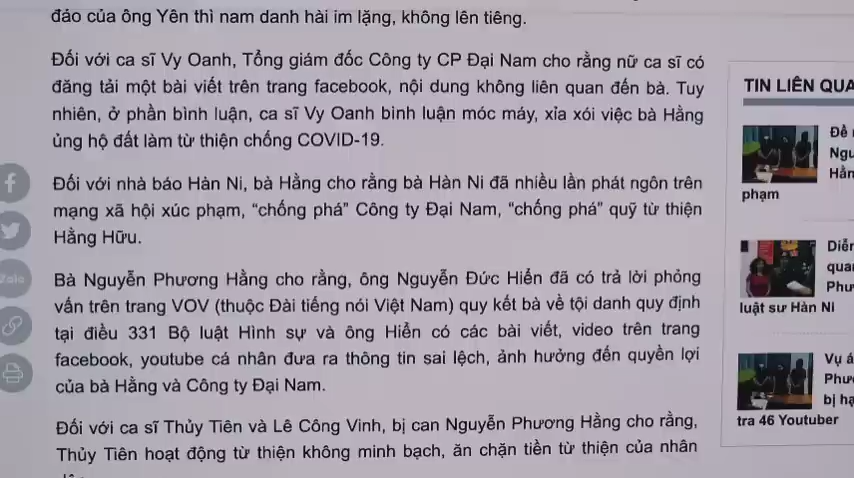 đảo của ông Yên thì nam danh hài im lặng, không lên tiếng.
Đối với ca sĩ Vy Oanh, Tổng giám đốc Công ty CP Đại Nam cho rằng nữ ca sĩ có
đăng tải một bài viết trên trang facebook, nội dung không liên quan đến bà. Tuy
nhiên, ở phần bình luận, ca sĩ Vy Oanh bình luận móc máy, xỉa xói việc bà Hằng
ủng hộ đất làm từ thiện chống COVID-19.
Đối với nhà báo Hàn Ni, bà Hằng cho rằng bà Hàn Ni đã nhiều lần phát ngôn trên
mạng xã hội xúc phạm, “chống phá” Công ty Đại Nam, “chống phá” quỹ từ thiện
Hằng Hữu.
Bà Nguyễn Phương Hằng cho rằng, ông Nguyễn Đức Hiển đã có trả lời phỏng
vấn trên trang VOV (thuộc Đài tiếng nói Việt Nam) quy kết bà về tội danh quy định
tại điều 331 Bộ luật Hình sự và ông Hiển có các bài viết, video trên trang
facebook, youtube cá nhân đưa ra thông tin sai lệch, ảnh hưởng đến quyền lợi
của bà Hằng và Công ty Đại Nam.
Đối với ca sĩ Thủy Tiên và Lê Công Vinh, bị can Nguyễn Phương Hằng cho rằng,
Thủy Tiên hoạt động từ thiện không minh bạch, ăn chặn tiền từ thiện của nhân
Zalo
TIN LIÊN QUA
Đề
Ngu
Hằn
phạm
Diễn
qua
Phư
luật sư Hàn Ni
Vụ á
Phư
bị hạ
tra 46 Youtuber